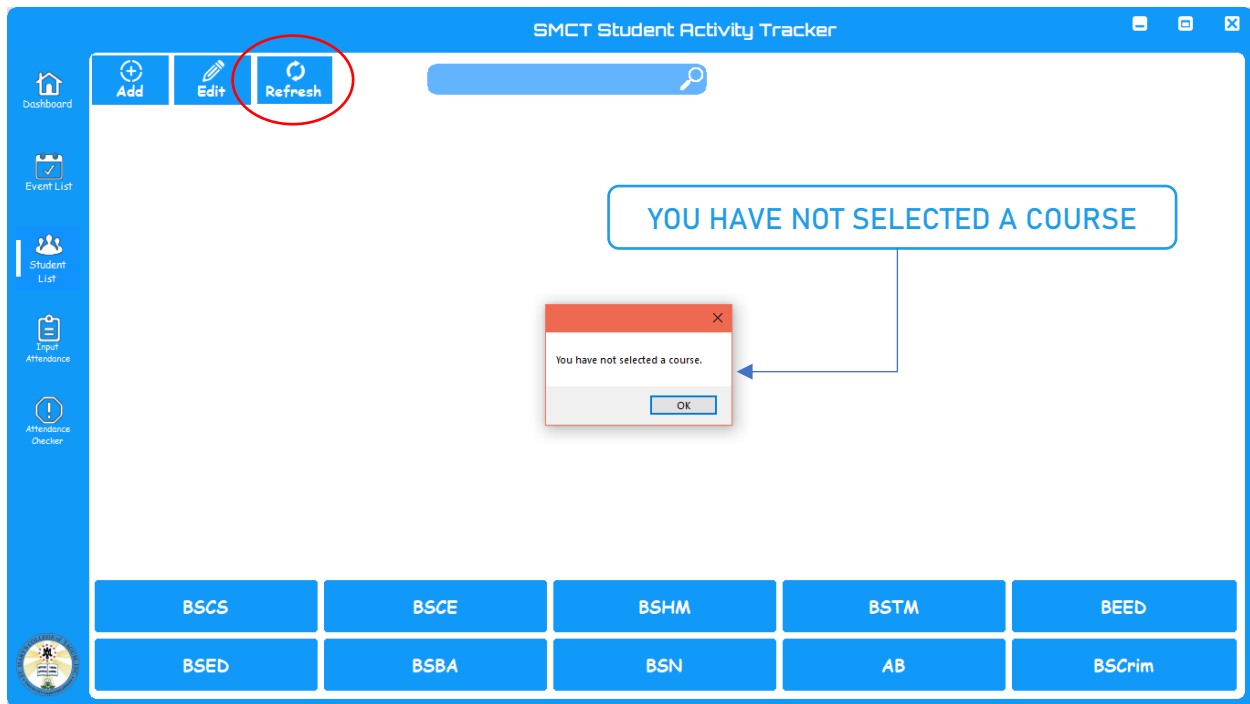 SMCT Student Activity Tracker
Add
Edit
Refresh
Dashboard
Event List
Student
List
Input
Attendance
Attendance
Checker
YOU HAVE NOT SELECTED A COURSE
You have not selected a course.
OK
BSCS
BSCE
BSHM
BSTM
BEED
BSED
BSBA
BSN
AB
BSCrim